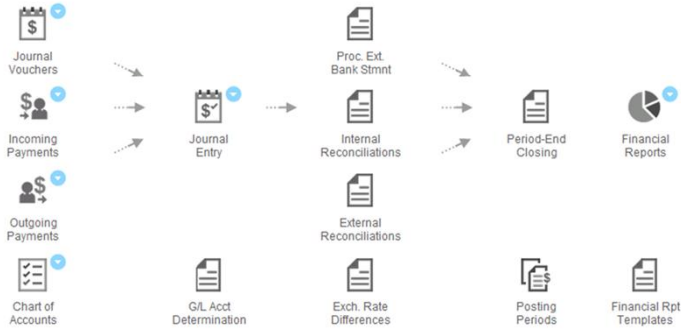 Journal
Vouchers
Proc. Ext.
Bank Stmnt
Incoming
Payments
Journal
Entry
Internal
Reconciliations
Period-End
Closing
Financial
Reports
Outgoing
Payments
External
Reconciliations
Chart of
Accounts
G/L Acct
Determination
Exch. Rate
Differences
Posting
Periods
Financial Rpt
Templates